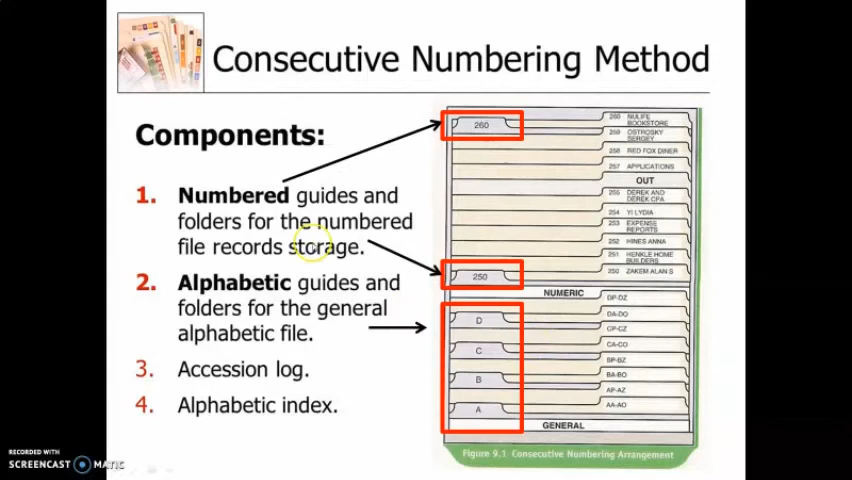 Consecutive Numbering Method
Components:
1. Numbered guides and
folders for the numbered
file records storage.
2. Alphabetic guides and
folders for the general
alphabetic file.
3. Accession log.
4. Alphabetic index.
260
260 NULIFE
BOOKSTORE
259 OSTROSKY
SERGEY
258 RED FOX DINER
257 APPLICATIONS
OUT
255 DEREK AND
DEREK CPA
254 YI LYDIA
253 EXPENSE
REPORTS
252 HINES ANNA
251 HENKLE HOME
BUILDERS
250
250 ZAKEM ALAN S
NUMERIC
DP-DZ
DA-DO
D
CP-CZ
CA-CO
C
BP-BZ
BA-BO
B
AP-AZ
AA-AO
A
GENERAL
Figure 9.1 Consecutive Numbering Arrangement
RECORDED WITH
SCREENCAST MATIC